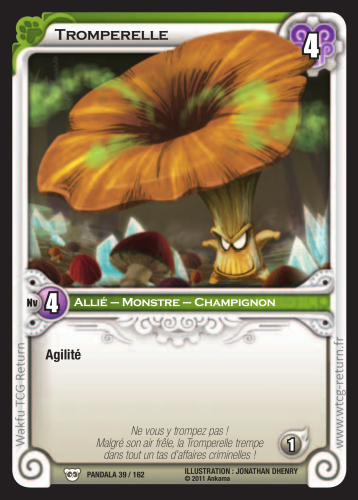 TROMPERELLE
4
Nv 4 ALLIÉ – MONSTRE – CHAMPIGNON
Agilité
Wakfu TCG Return
www.wtcg-return.fr
Ne vous y trompez pas !
Malgré son air frêle, la Tromperelle trempe
dans tout un tas d'affaires criminelles !
1
PANDALA 39 / 162
ILLUSTRATION : JONATHAN DHENRY
© 2011 Ankama